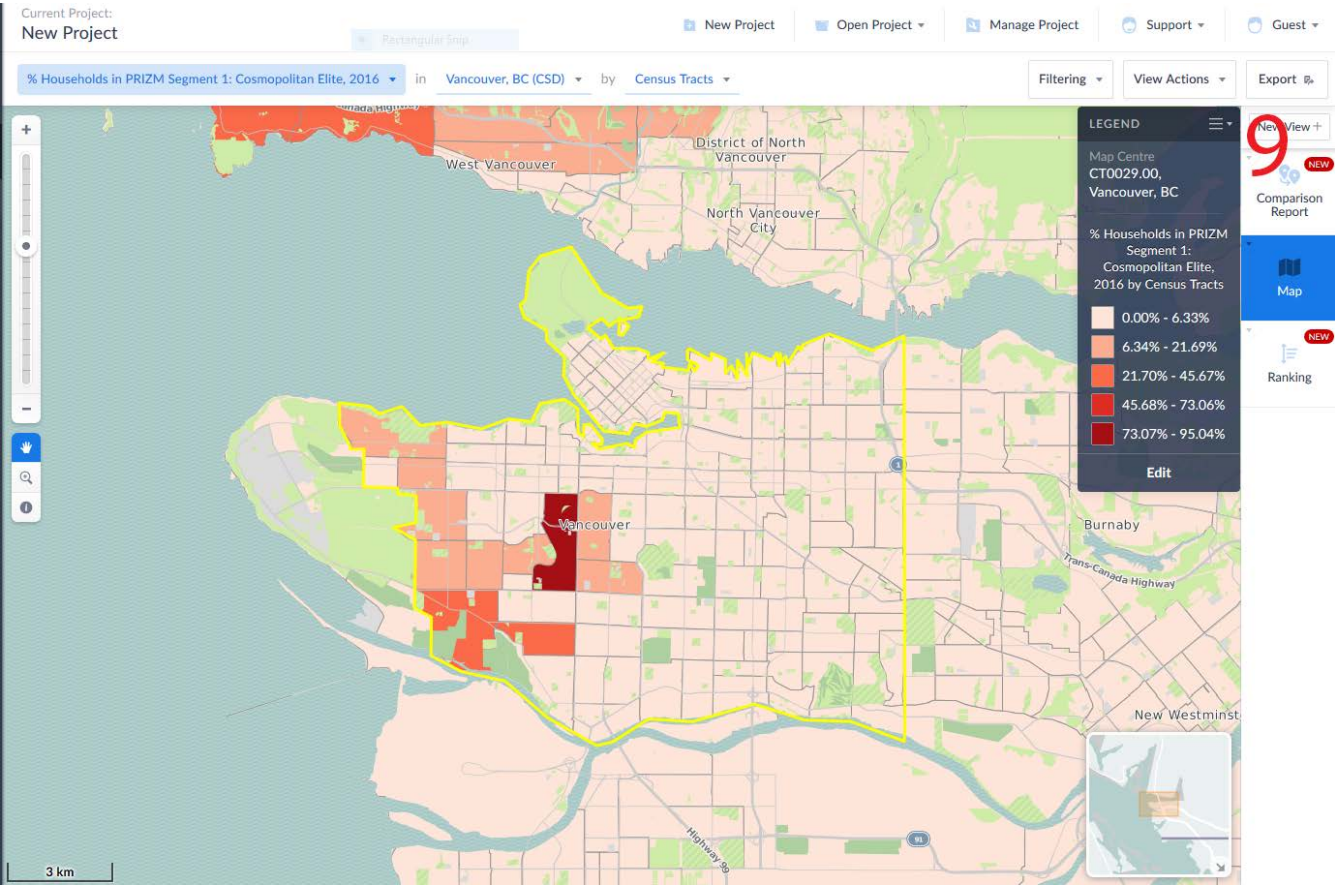 Current Project:
New Project
Rectangular Snip
New Project
Open Project
Manage Project
Support
Guest
% Households in PRIZM Segment 1: Cosmopolitan Elite, 2016 in Vancouver, BC (CSD) by Census Tracts
Filtering
View Actions
Export
+
−
LEGEND
Map Centre
CT0029.00,
Vancouver, BC
% Households in PRIZM
Segment 1:
Cosmopolitan Elite,
2016 by Census Tracts
0.00% - 6.33%
6.34% - 21.69%
21.70% - 45.67%
45.68% - 73.06%
73.07% - 95.04%
Edit
New View +
9
NEW
Comparison
Report
Map
NEW
Ranking
Canada Highway
West Vancouver
District of North
Vancouver
North Vancouver
City
1
Vancouver
Burnaby
Trans-Canada Highway
New Westminst
Highway 99
91
3 km